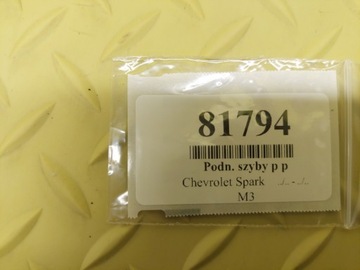 81794
Podn. szyby p p
Chevrolet Spark
M3